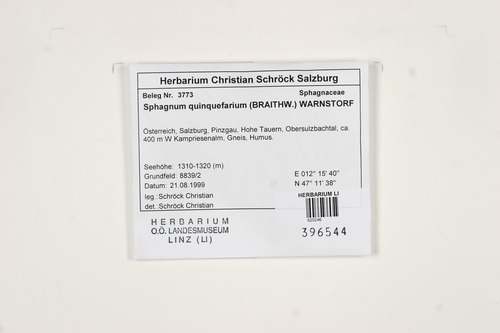 Herbarium Christian Schröck Salzburg
Beleg Nr. 3773 Sphagnaceae
Sphagnum quinquefarium (BRAITHW.) WARNSTORF
Österreich, Salzburg, Pinzgau, Hohe Tauern, Obersulzbachtal, ca.
400 m W Kampriesenalm, Gneis, Humus.
Seehöhe: 1310-1320 (m)
Grundfeld: 8839/2 E 012° 15' 40"
Datum: 21.08.1999 N 47° 11' 38"
leg.:Schröck Christian
det.:Schröck Christian
HERBARIUM LI
620246
HERBARIUM
O.Ö. LANDESMUSEUM
LINZ (LI)
396544